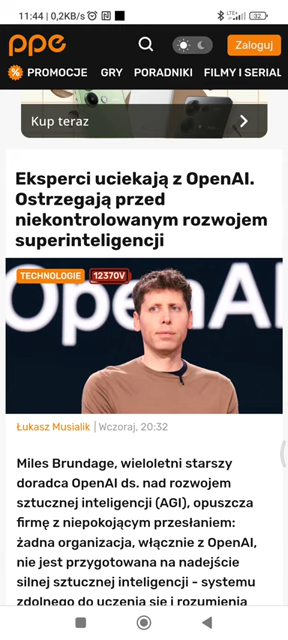 11:44 | 0,2KB/s
LTE+
32
ppe
Zaloguj
% PROMOCJE GRY PORADNIKI FILMY I SERIAL
Kup teraz
Eksperci uciekają z OpenAI.
Ostrzegają przed
niekontrolowanym rozwojem
superinteligencji
TECHNOLOGIE 12370V
OpenAI
Łukasz Musialik | Wczoraj, 20:32
Miles Brundage, wieloletni starszy
doradca OpenAI ds. nad rozwojem
sztucznej inteligencji (AGI), opuszcza
firmę z niepokojącym przesłaniem:
żadna organizacja, włącznie z OpenAI,
nie jest przygotowana na nadejście
silnej sztucznej inteligencji - systemu
zdolnego do uczenia się i rozumienia